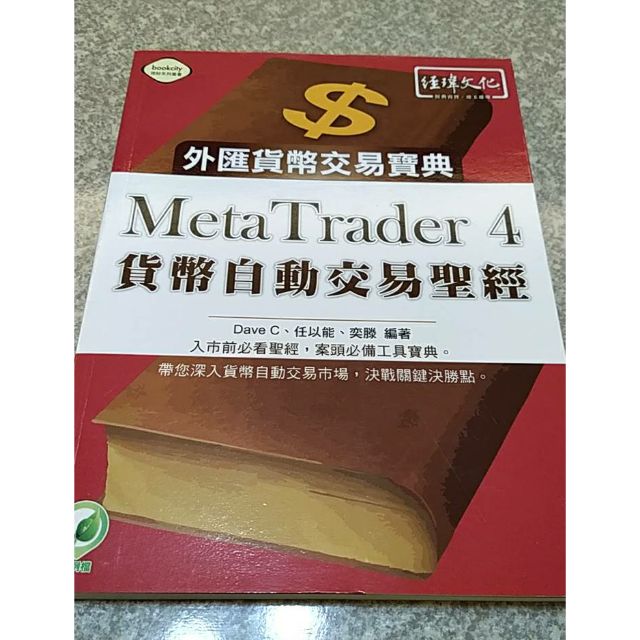 bookcity
經瑋文化
外匯貨幣交易寶典
MetaTrader 4
貨幣自動交易聖經
Dave C、任以能、奕滕 編著
入市前必看聖經，案頭必備工具寶典。
帶您深入貨幣自動交易市場，決戰關鍵決勝點。